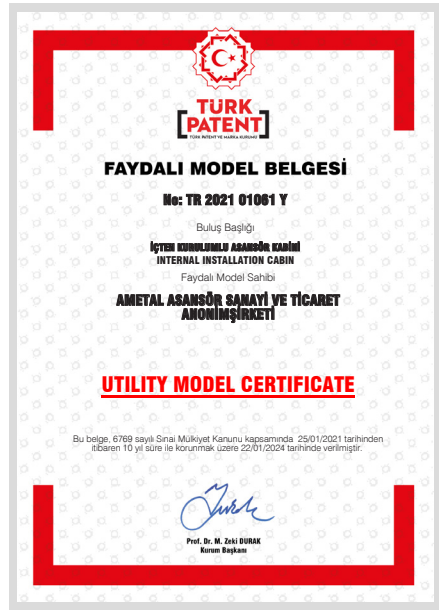 TÜRK
PATENT
TÜRK PATENT VE MARKA KURUMU
FAYDALI MODEL BELGESİ
No: TR 2021 01061 Y
Buluş Başlığı
İÇTEN KURULUMLU ASANSÖR KABİNİ
INTERNAL INSTALLATION CABIN
Faydalı Model Sahibi
AMETAL ASANSÖR SANAYİ VE TİCARET
ANONİMŞİRKETİ
UTILITY MODEL CERTIFICATE
Bu belge, 6769 sayılı Sınai Mülkiyet Kanunu kapsamında 25/01/2021 tarihinden
itibaren 10 yıl süre ile korunmak üzere 22/01/2024 tarihinde verilmiştir.
Prof. Dr. M. Zeki DURAK
Kurum Başkanı